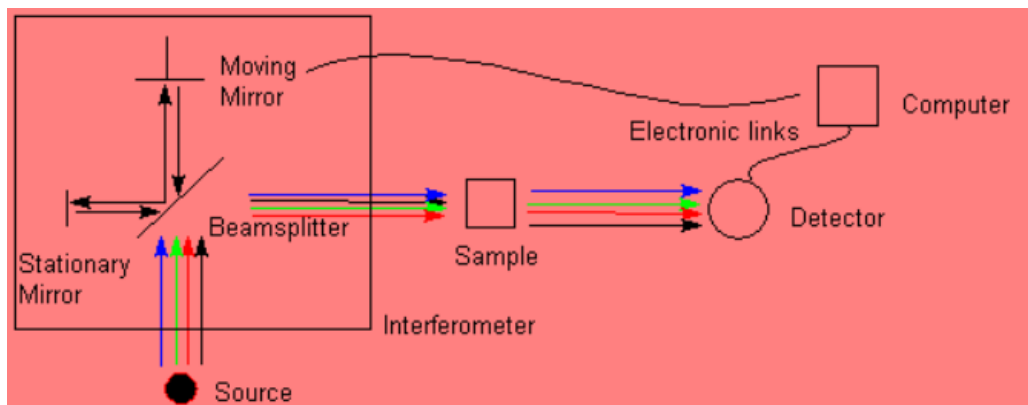 Moving
Mirror
Computer
Electronic links
Beamsplitter
Detector
Sample
Stationary
Mirror
Interferometer
Source